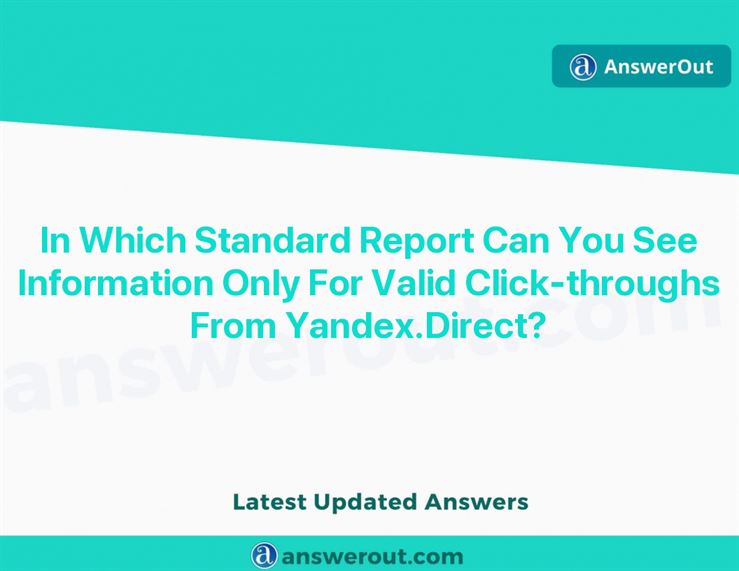 AnswerOut
In Which Standard Report Can You See
Information Only For Valid Click-throughs
From Yandex.Direct?
answerout.com
Latest Updated Answers
answerout.com